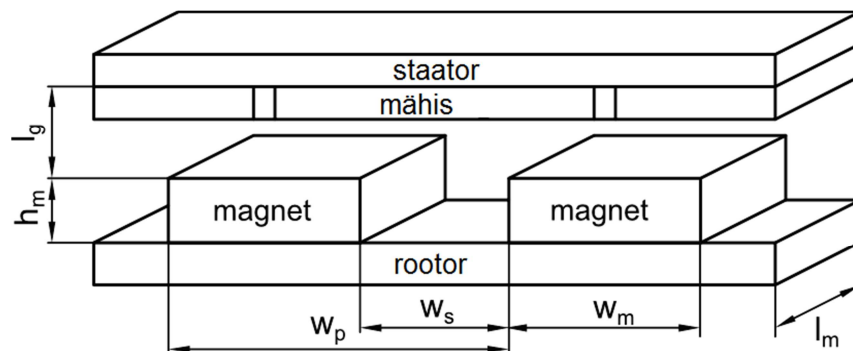 staator
mähis
l_g
h_m
magnet
magnet
rootor
w_p
w_s
w_m
l_m